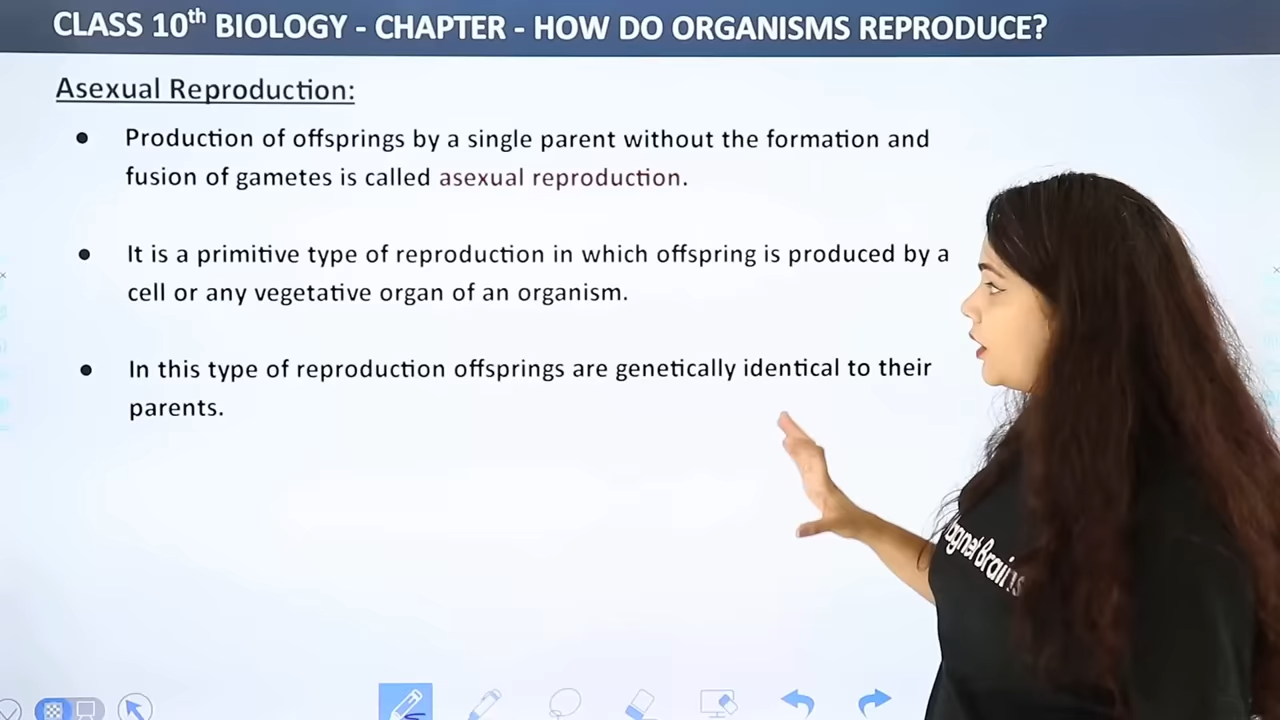 CLASS 10th BIOLOGY - CHAPTER - HOW DO ORGANISMS REPRODUCE?
Asexual Reproduction:
● Production of offsprings by a single parent without the formation and
fusion of gametes is called asexual reproduction.
● It is a primitive type of reproduction in which offspring is produced by a
cell or any vegetative organ of an organism.
● In this type of reproduction offsprings are genetically identical to their
parents.
agnet Brains